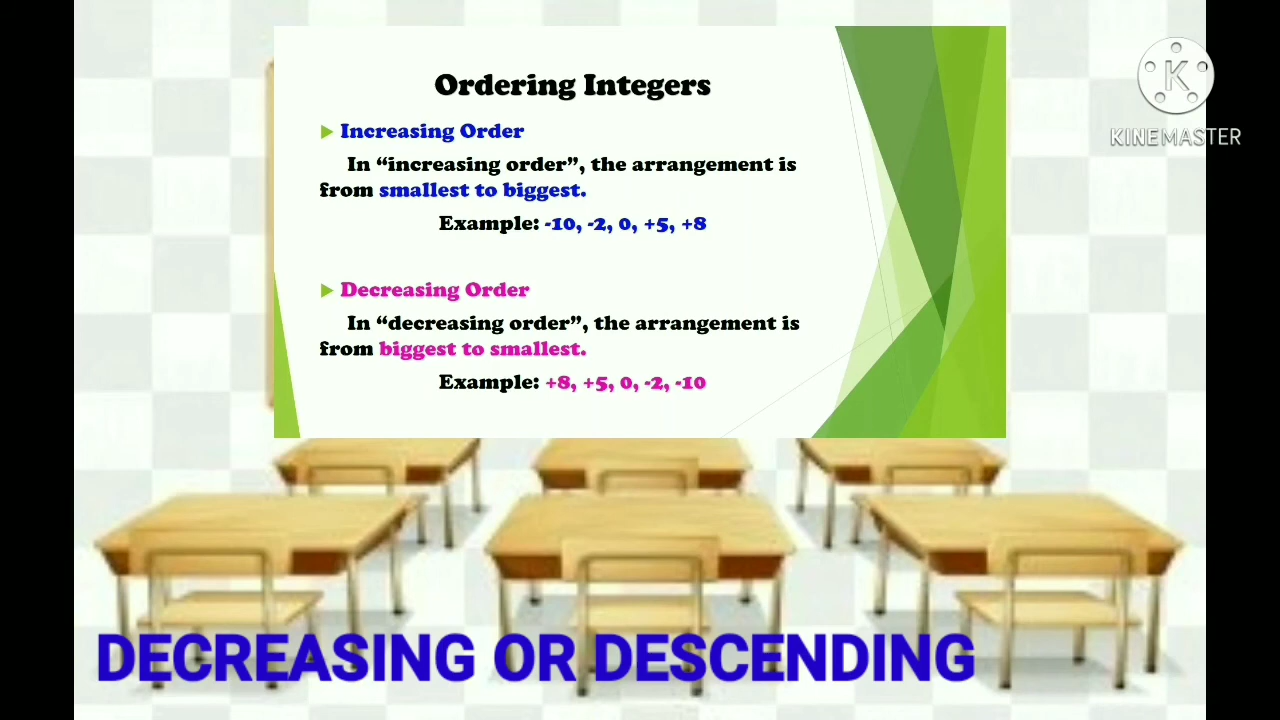 Ordering Integers
Increasing Order
In “increasing order”, the arrangement is
from smallest to biggest.
Example: -10, -2, 0, +5, +8
Decreasing Order
In “decreasing order”, the arrangement is
from biggest to smallest.
Example: +8, +5, 0, -2, -10
K
KINEMASTER
DECREASING OR DESCENDING